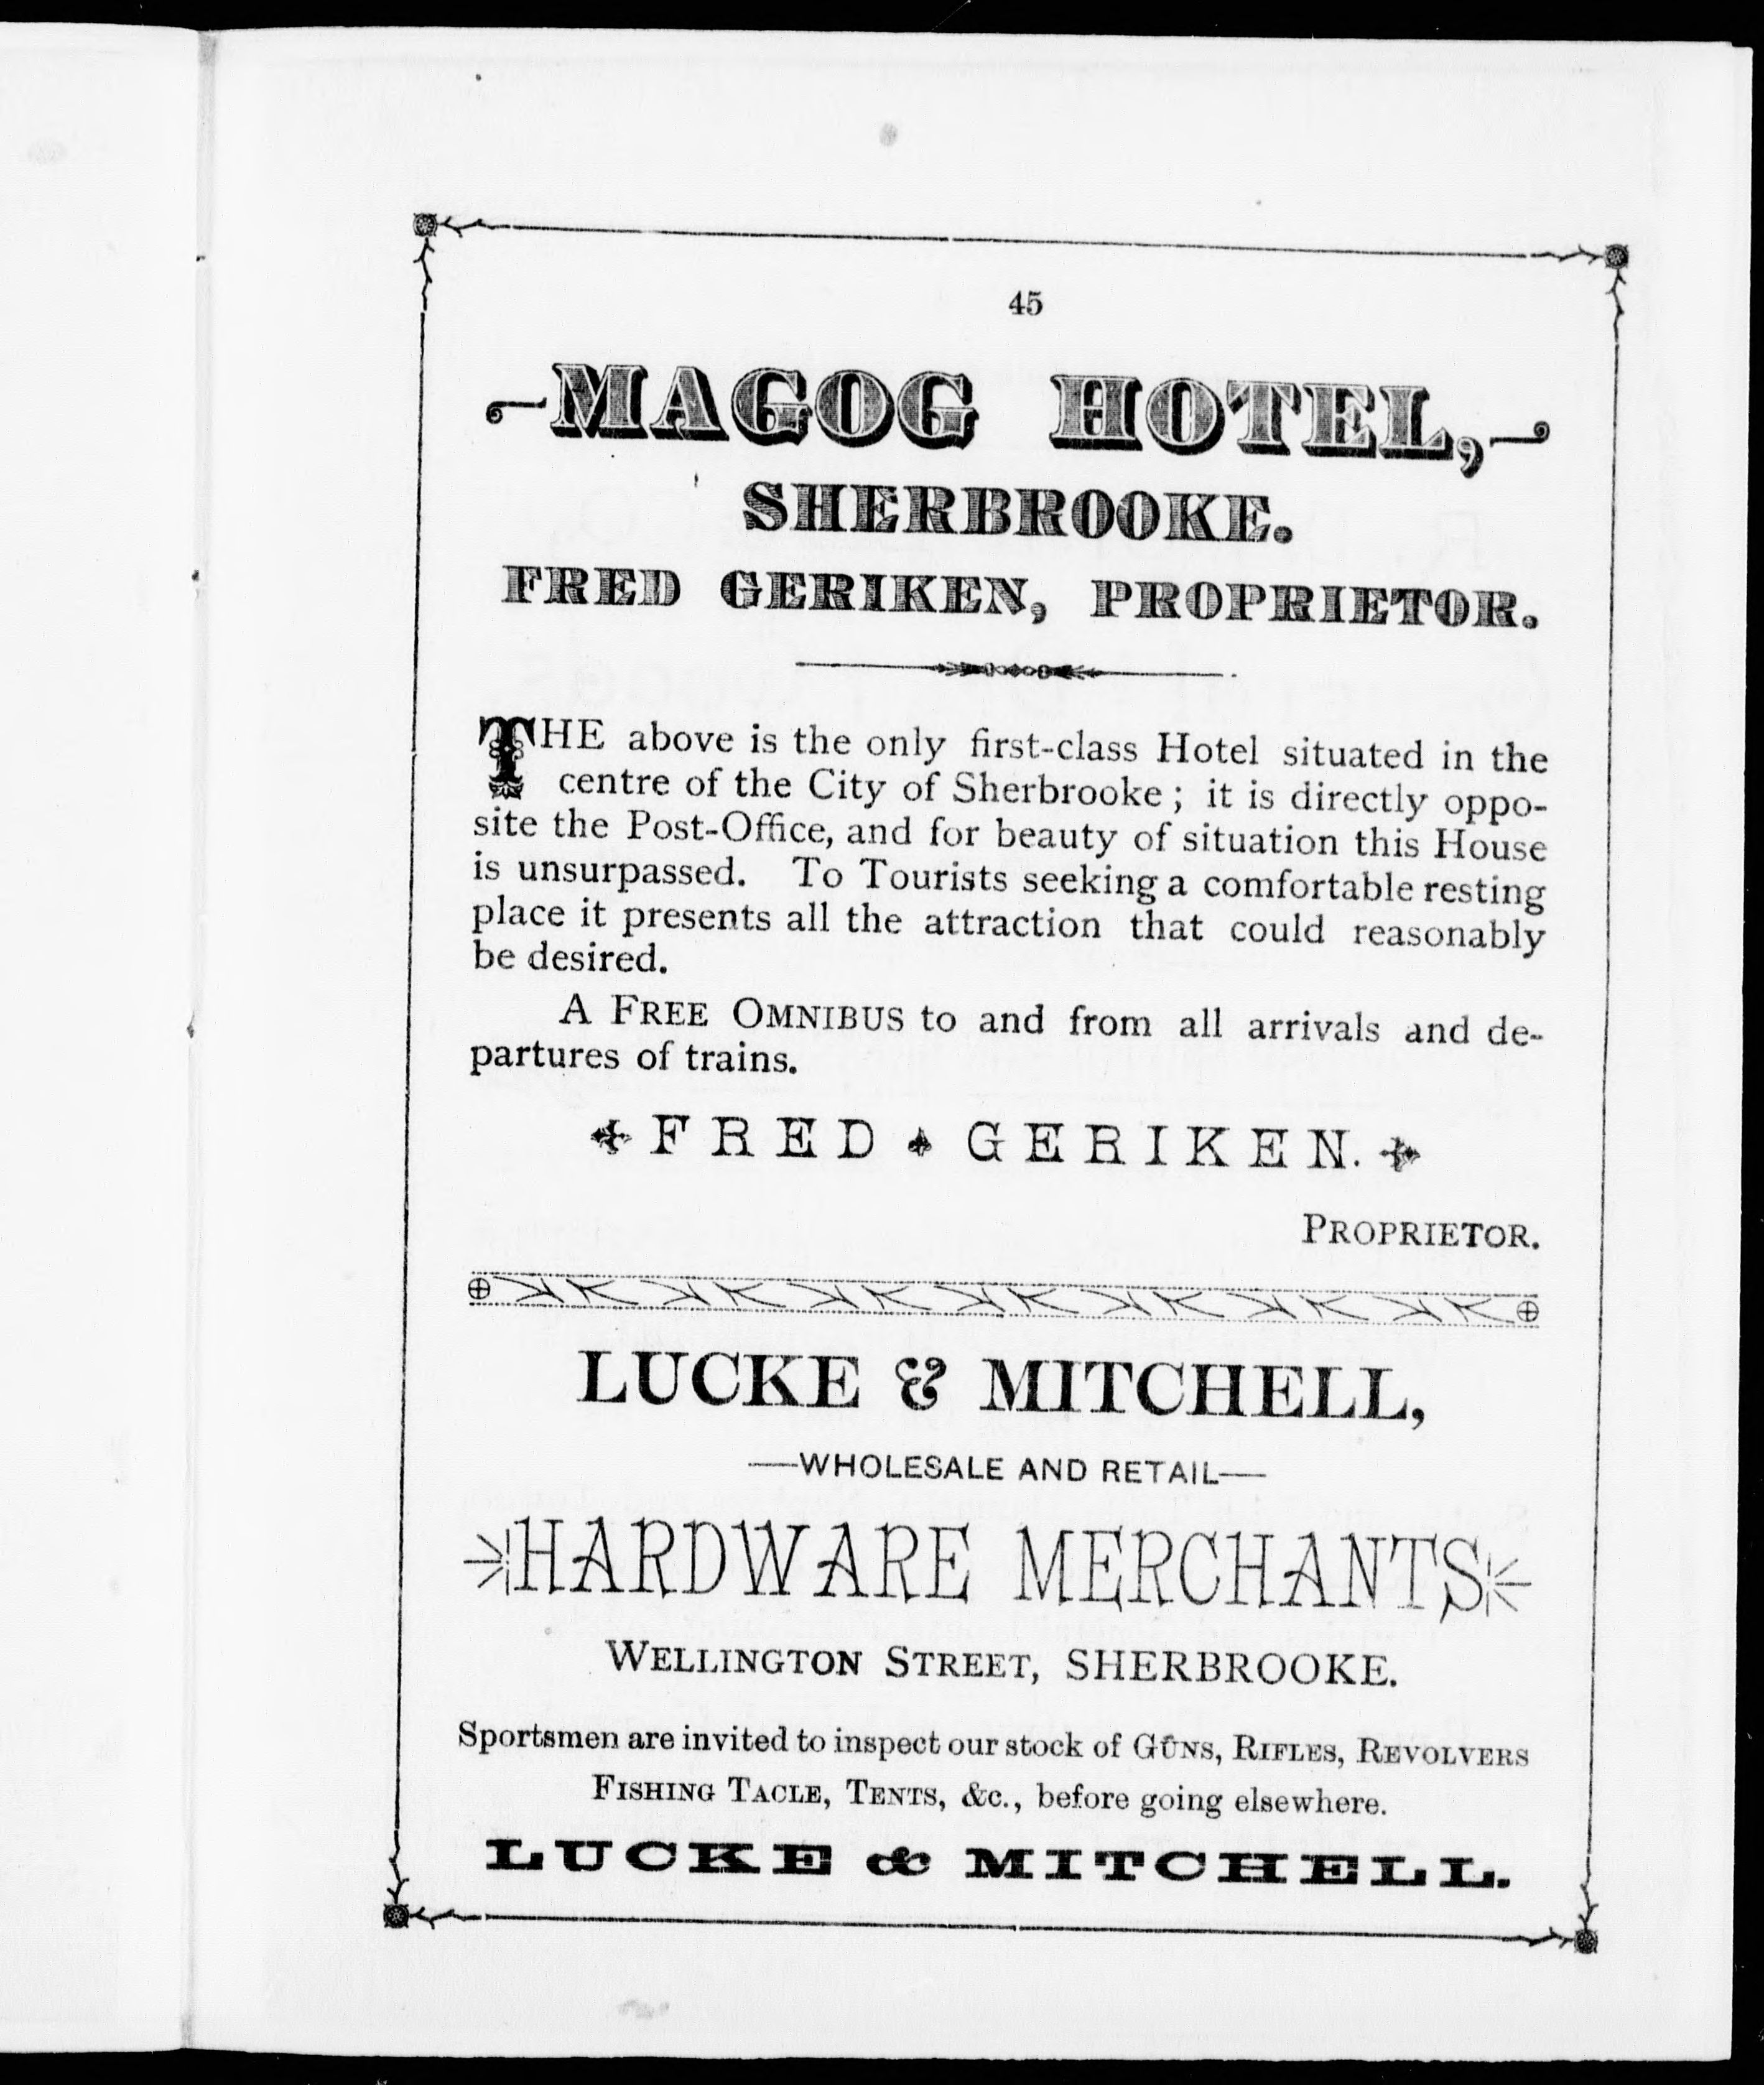 45
MAGOG HOTEL,
SHERBROOKE.
FRED GERIKEN, PROPRIETOR.
THE above is the only first-class Hotel situated in the
centre of the City of Sherbrooke; it is directly oppo-
site the Post-Office, and for beauty of situation this House
is unsurpassed. To Tourists seeking a comfortable resting
place it presents all the attraction that could reasonably
be desired.
A FREE OMNIBUS to and from all arrivals and de-
partures of trains.
FRED GERIKEN.
PROPRIETOR.
LUCKE & MITCHELL,
—WHOLESALE AND RETAIL—
HARDWARE MERCHANTS
WELLINGTON STREET, SHERBROOKE.
Sportsmen are invited to inspect our stock of GUNS, RIFLES, REVOLVERS
FISHING TACLE, TENTS, &c., before going elsewhere.
LUCKE & MITCHELL.